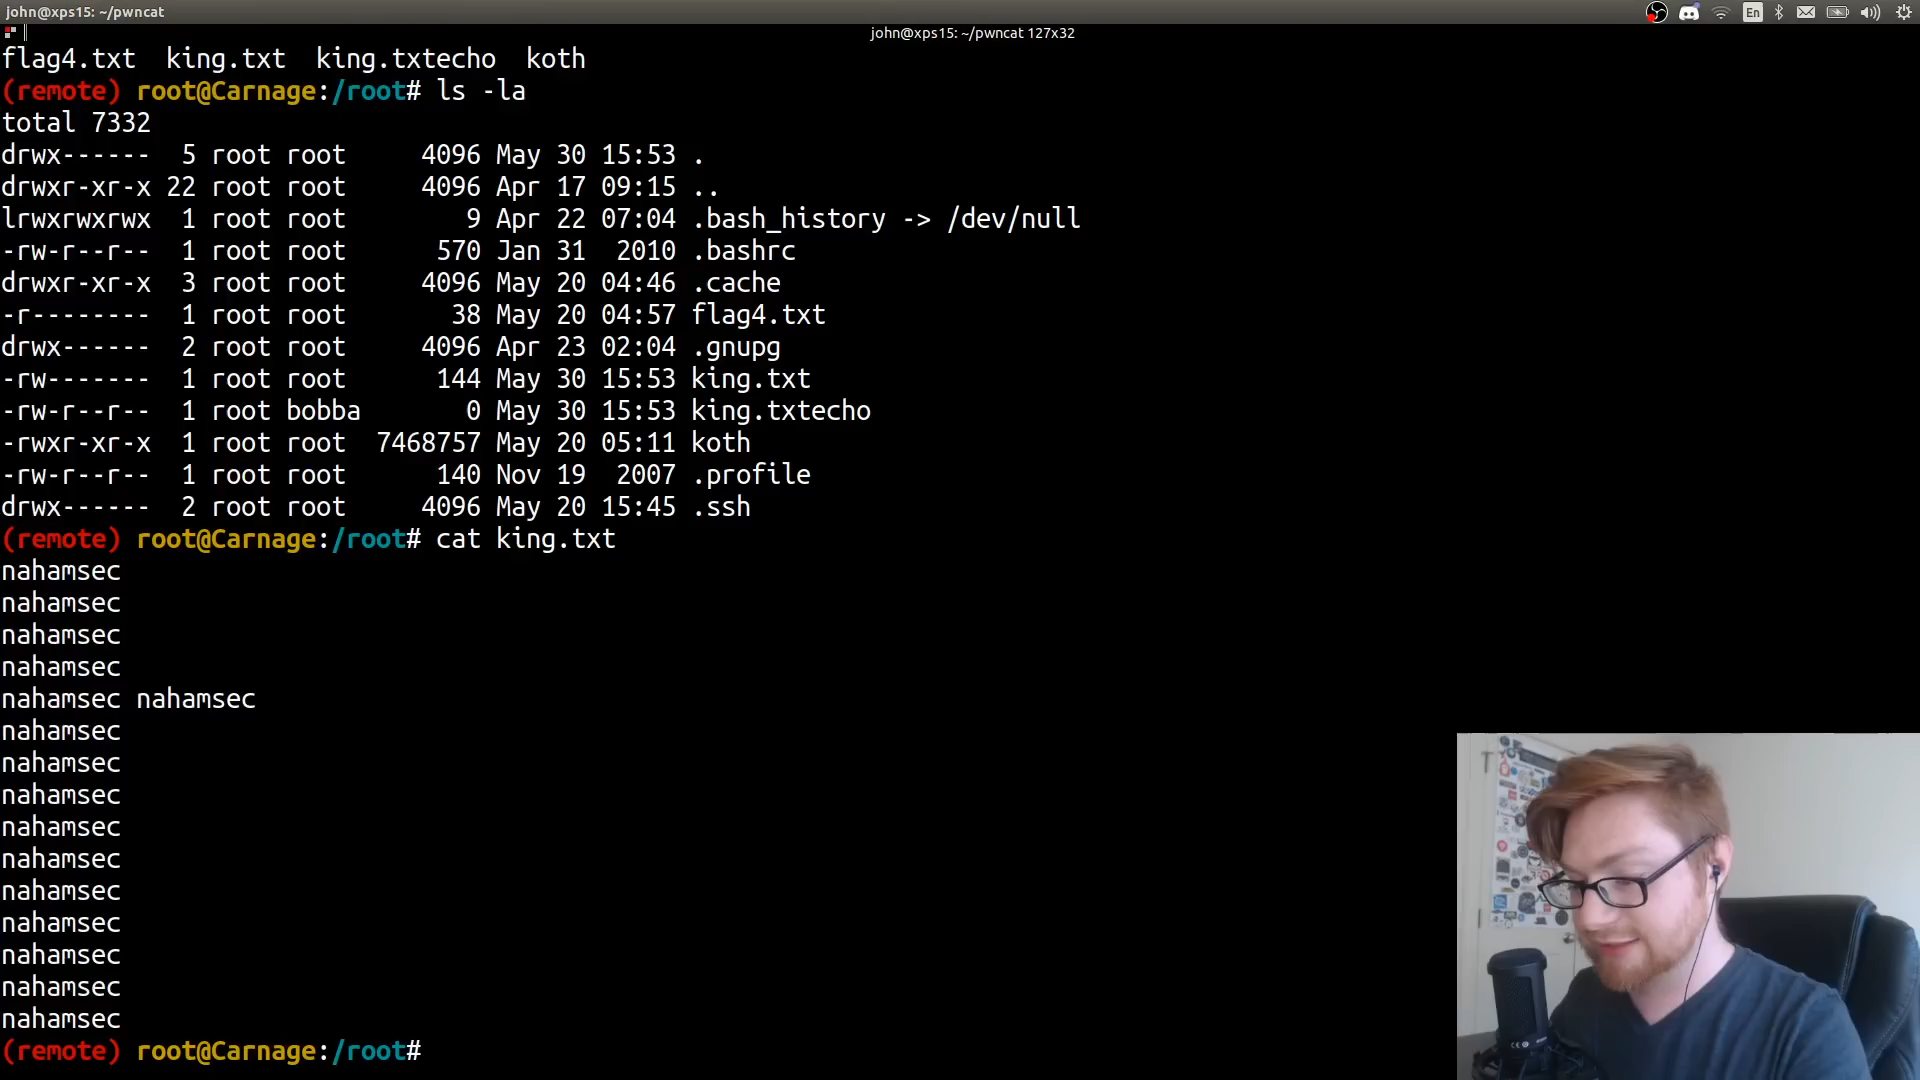 john@xps15: ~/pwncat
En
john@xps15: ~/pwncat 127x32
flag4.txt  king.txt  king.txtecho  koth
(remote) root@Carnage:/root# ls -la
total 7332
drwx------  5 root root     4096 May 30 15:53 .
drwxr-xr-x 22 root root     4096 Apr 17 09:15 ..
lrwxrwxrwx  1 root root        9 Apr 22 07:04 .bash_history -> /dev/null
-rw-r--r--  1 root root      570 Jan 31  2010 .bashrc
drwxr-xr-x  3 root root     4096 May 20 04:46 .cache
-r--------  1 root root       38 May 20 04:57 flag4.txt
drwx------  2 root root     4096 Apr 23 02:04 .gnupg
-rw-------  1 root root      144 May 30 15:53 king.txt
-rw-r--r--  1 root bobba       0 May 30 15:53 king.txtecho
-rwxr-xr-x  1 root root  7468757 May 20 05:11 koth
-rw-r--r--  1 root root      140 Nov 19  2007 .profile
drwx------  2 root root     4096 May 20 15:45 .ssh
(remote) root@Carnage:/root# cat king.txt
nahamsec
nahamsec
nahamsec
nahamsec
nahamsec nahamsec
nahamsec
nahamsec
nahamsec
nahamsec
nahamsec
nahamsec
nahamsec
nahamsec
nahamsec
nahamsec
(remote) root@Carnage:/root#